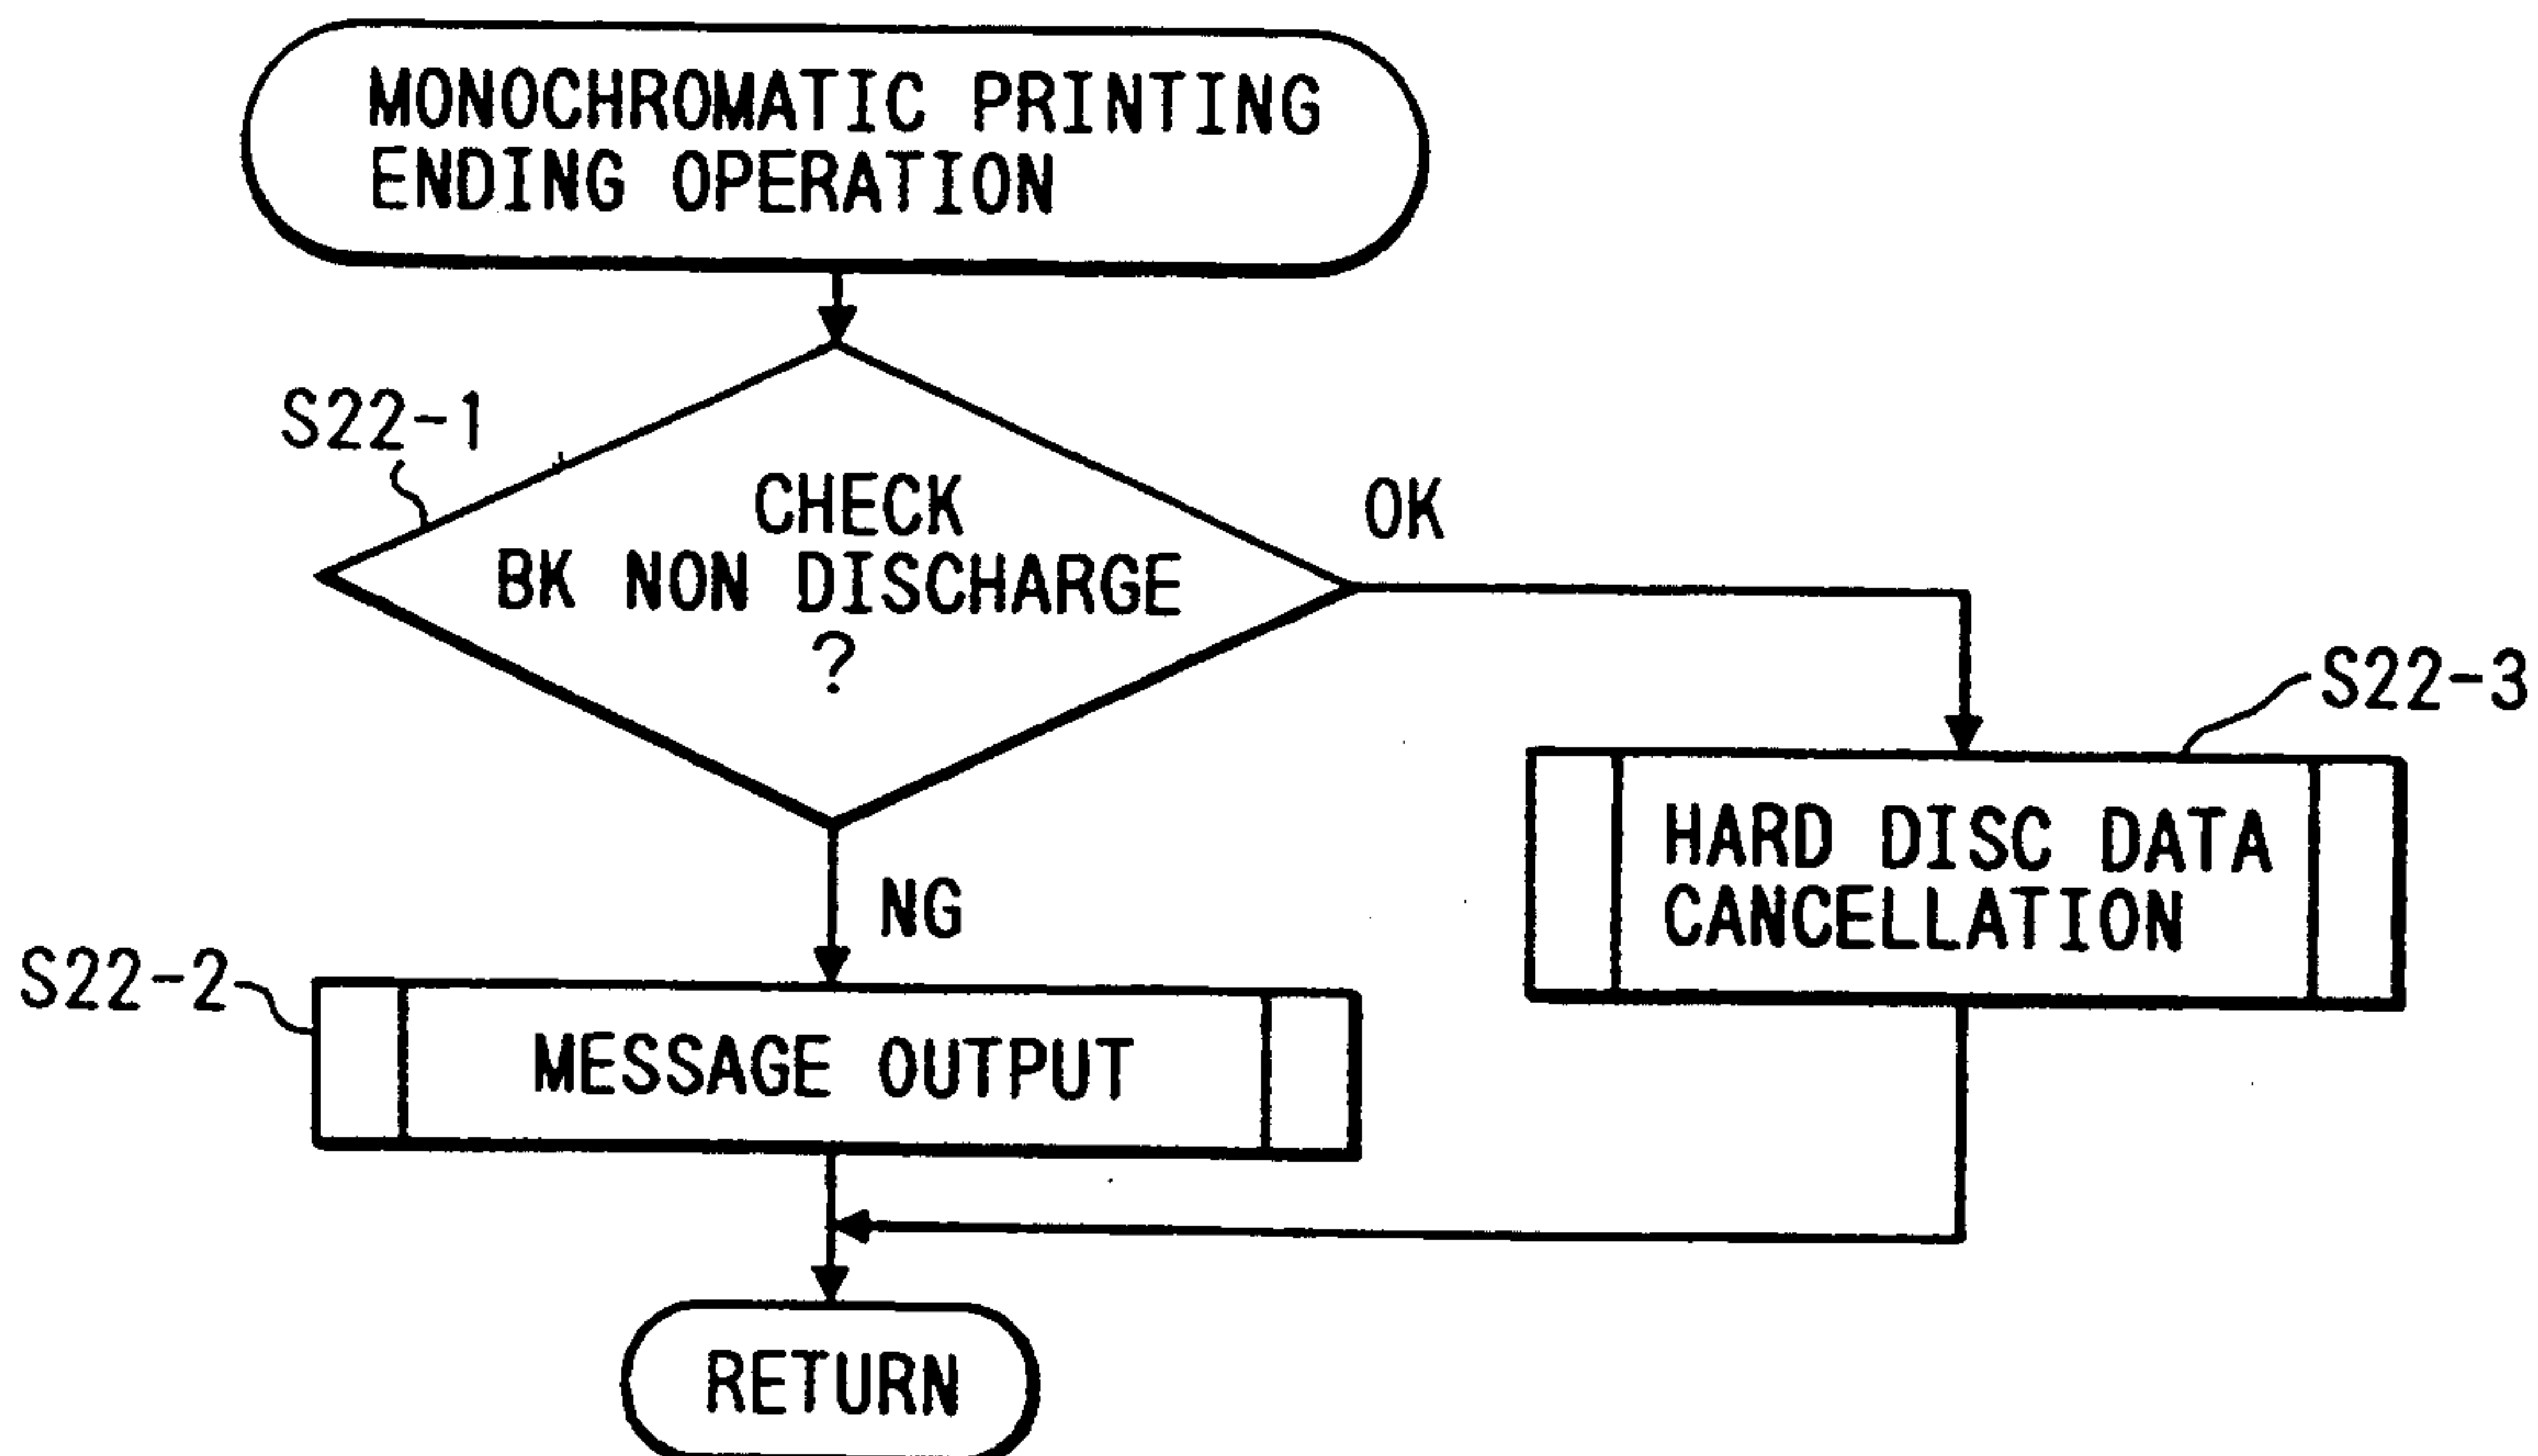 MONOCHROMATIC PRINTING
ENDING OPERATION
S22-1
CHECK
BK NON DISCHARGE
?
OK
S22-3
HARD DISC DATA
CANCELLATION
NG
S22-2
MESSAGE OUTPUT
RETURN